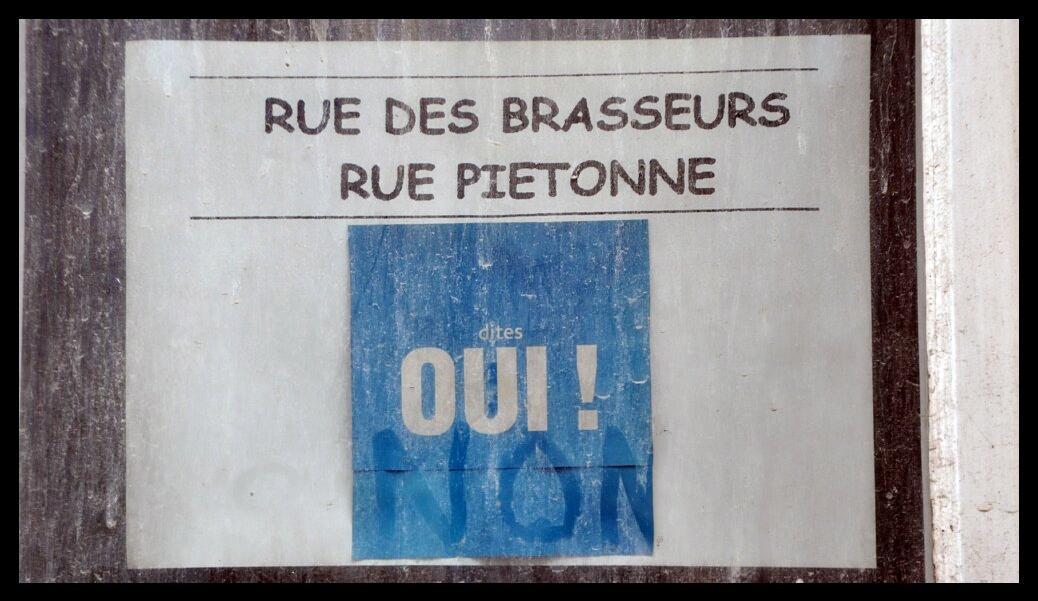 RUE DES BRASSEURS
RUE PIETONNE
dites
OUI !
NON